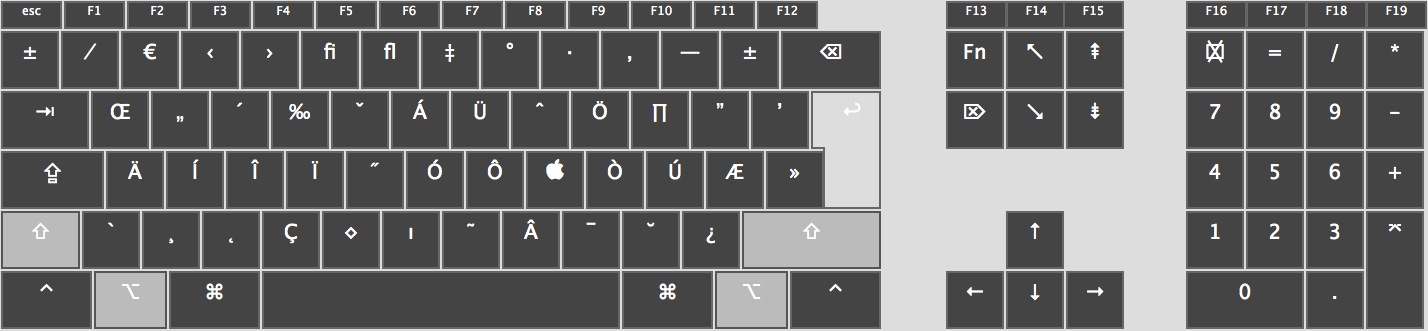 esc F1 F2 F3 F4 F5 F6 F7 F8 F9 F10 F11 F12 F13 F14 F15 F16 F17 F18 F19
± ⁄ € ‹ › ﬁ ﬂ ‡ ° · ‚ — ± ⌫ Fn ↖ ⇞ ⌧ = / *
⇥ Œ „ ´ ‰ ˇ Á Ü ˆ Ö ∏ ” ’ ↩ ⌦ ↘ ⇟ 7 8 9 -
⇪ Ä Í Î Ï ˝ Ó Ô  Ò Ú Æ » 4 5 6 +
⇧ ` ¸ ˛ Ç ⋄ ı ˜ Â ¯ ˘ ¿ ⇧ ↑ 1 2 3 ⌤
⌃ ⌥ ⌘ ⌘ ⌥ ⌃ ← ↓ → 0 .